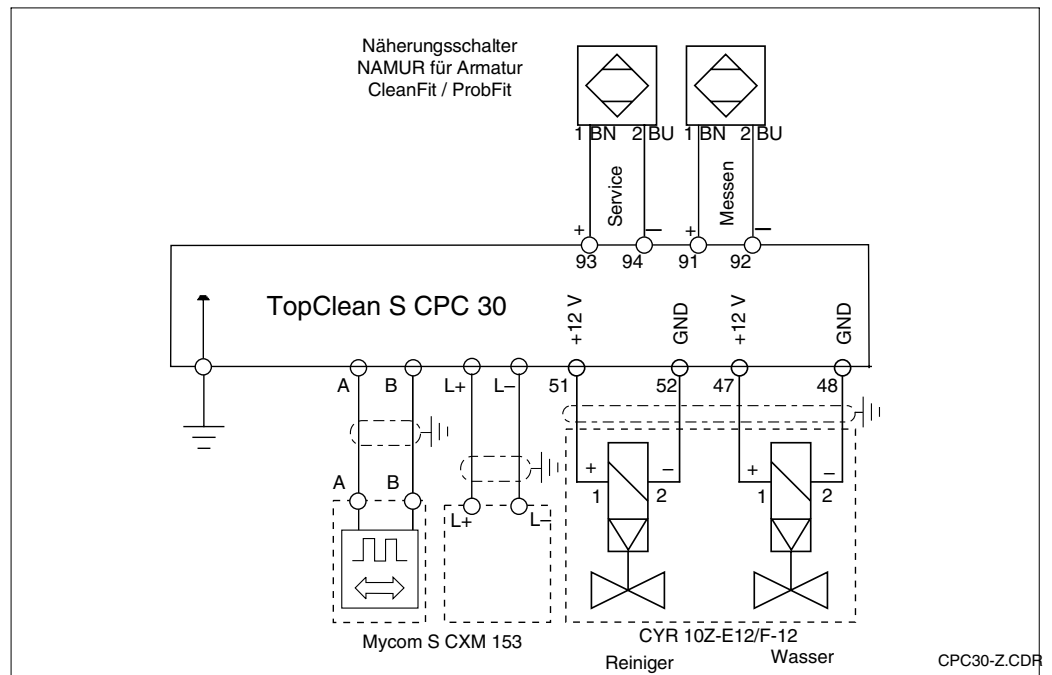 Näherungsschalter
NAMUR für Armatur
CleanFit / ProbFit
1 BN 2 BU 1 BN 2 BU
Service Messen
+ – + –
93 94 91 92
TopClean S CPC 30
+12 V GND +12 V GND
A B L+ L– 51 52 47 48
+ – + –
1 2 1 2
A B
L+ L–
Mycom S CXM 153
CYR 10Z-E12/F-12
Reiniger Wasser
CPC30-Z.CDR